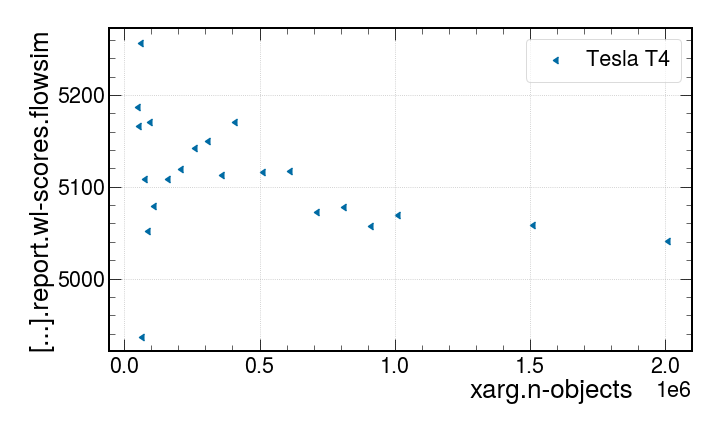 [...].report.wl-scores.flowsim
5200
5100
5000
Tesla T4
0.0 0.5 1.0 1.5 2.0
xarg.n-objects 1e6